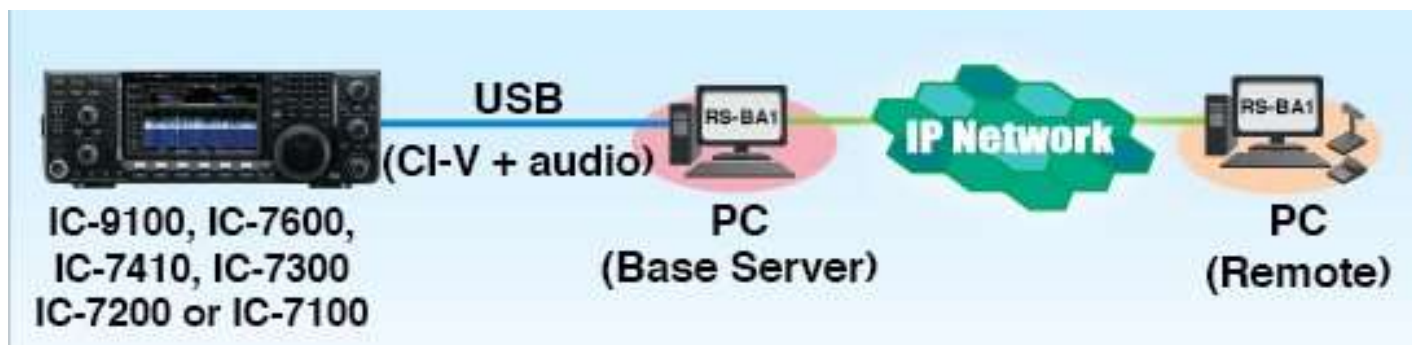 USB
(CI-V + audio)
IC-9100, IC-7600,
IC-7410, IC-7300
IC-7200 or IC-7100
RS-BA1
PC
(Base Server)
IP Network
RS-BA1
PC
(Remote)